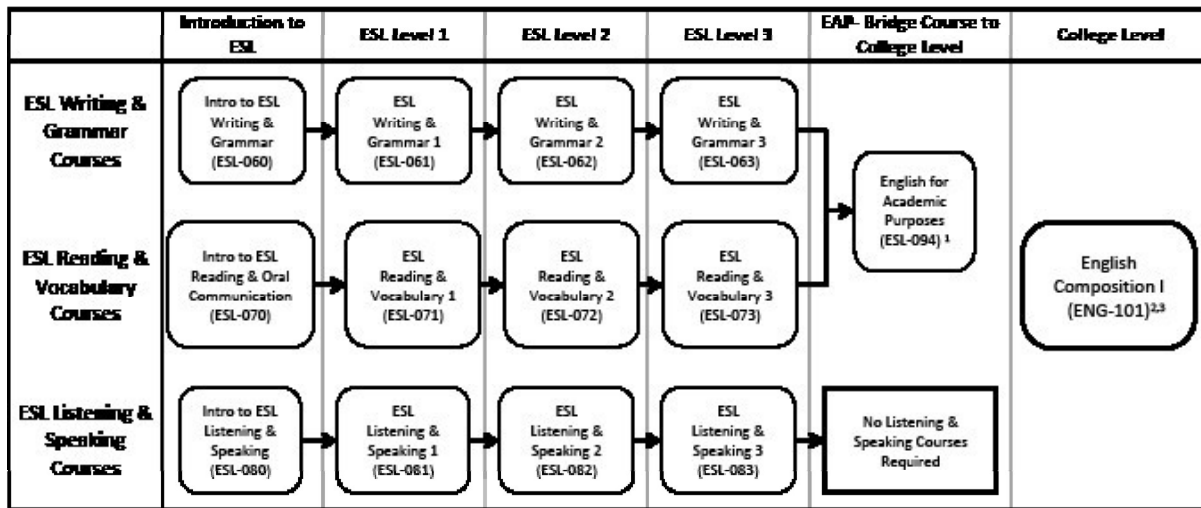 Introduction to
ESL
ESL Level 1
ESL Level 2
ESL Level 3
EAP- Bridge Course to
College Level
College Level
ESL Writing &
Grammar
Courses
Intro to ESL
Writing &
Grammar
(ESL-060)
ESL
Writing &
Grammar 1
(ESL-061)
ESL
Writing &
Grammar 2
(ESL-062)
ESL
Writing &
Grammar 3
(ESL-063)
English for
Academic
Purposes
(ESL-094) ¹
ESL Reading &
Vocabulary
Courses
Intro to ESL
Reading & Oral
Communication
(ESL-070)
ESL
Reading &
Vocabulary 1
(ESL-071)
ESL
Reading &
Vocabulary 2
(ESL-072)
ESL
Reading &
Vocabulary 3
(ESL-073)
English
Composition I
(ENG-101)²,³
ESL Listening &
Speaking
Courses
Intro to ESL
Listening &
Speaking
(ESL-080)
ESL
Listening &
Speaking 1
(ESL-081)
ESL
Listening &
Speaking 2
(ESL-082)
ESL
Listening &
Speaking 3
(ESL-083)
No Listening &
Speaking Courses
Required